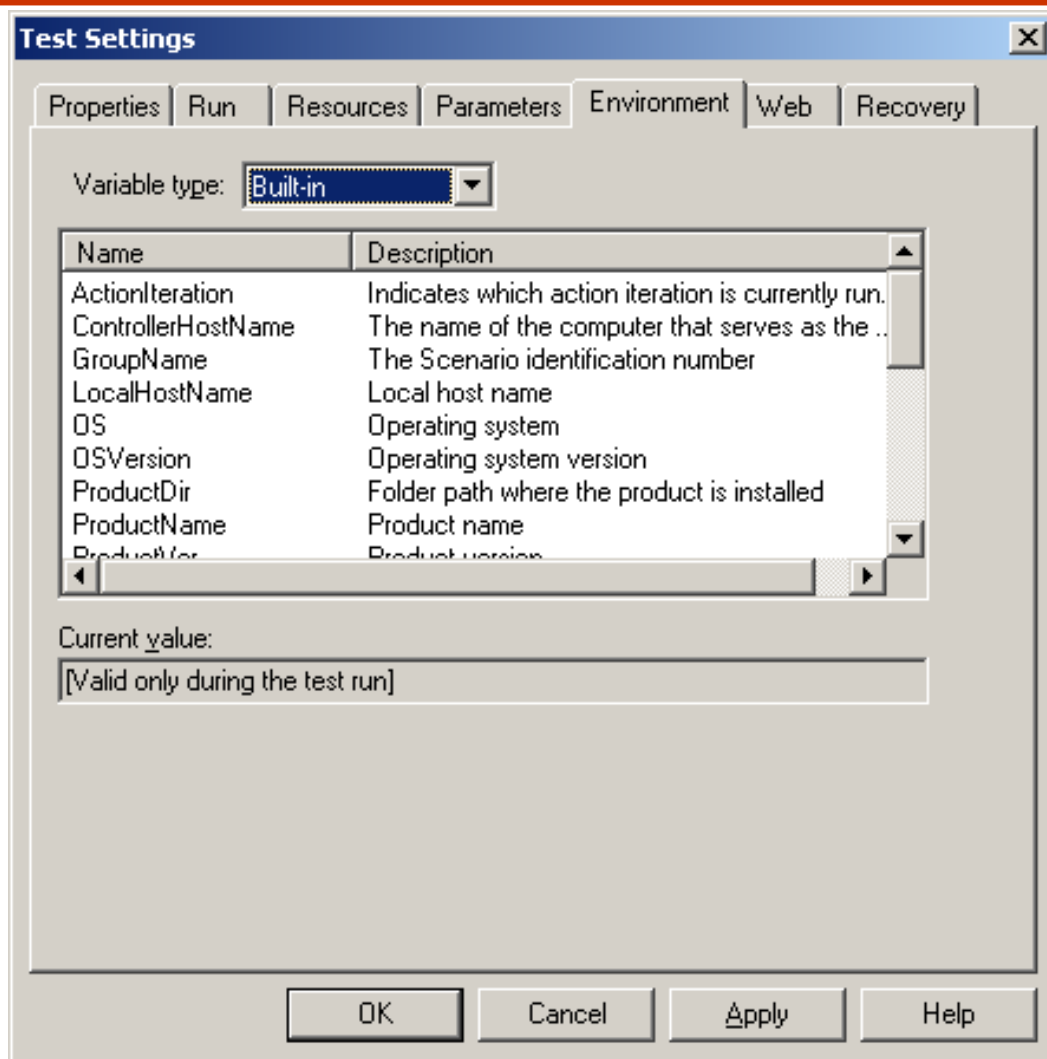 Test Settings
Properties Run Resources Parameters Environment Web Recovery
Variable type: Built-in
Name Description
ActionIteration Indicates which action iteration is currently run.
ControllerHostName The name of the computer that serves as the ..
GroupName The Scenario identification number
LocalHostName Local host name
OS Operating system
OSVersion Operating system version
ProductDir Folder path where the product is installed
ProductName Product name
ProductVer Product version
Current value:
[Valid only during the test run]
OK Cancel Apply Help